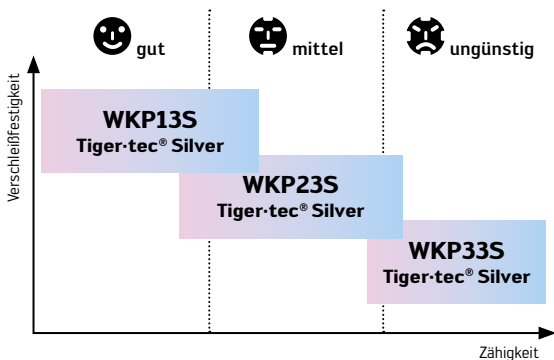 gut
mittel
ungünstig
Verschleißfestigkeit
WKP13S
Tiger·tec® Silver
WKP23S
Tiger·tec® Silver
WKP33S
Tiger·tec® Silver
Zähigkeit